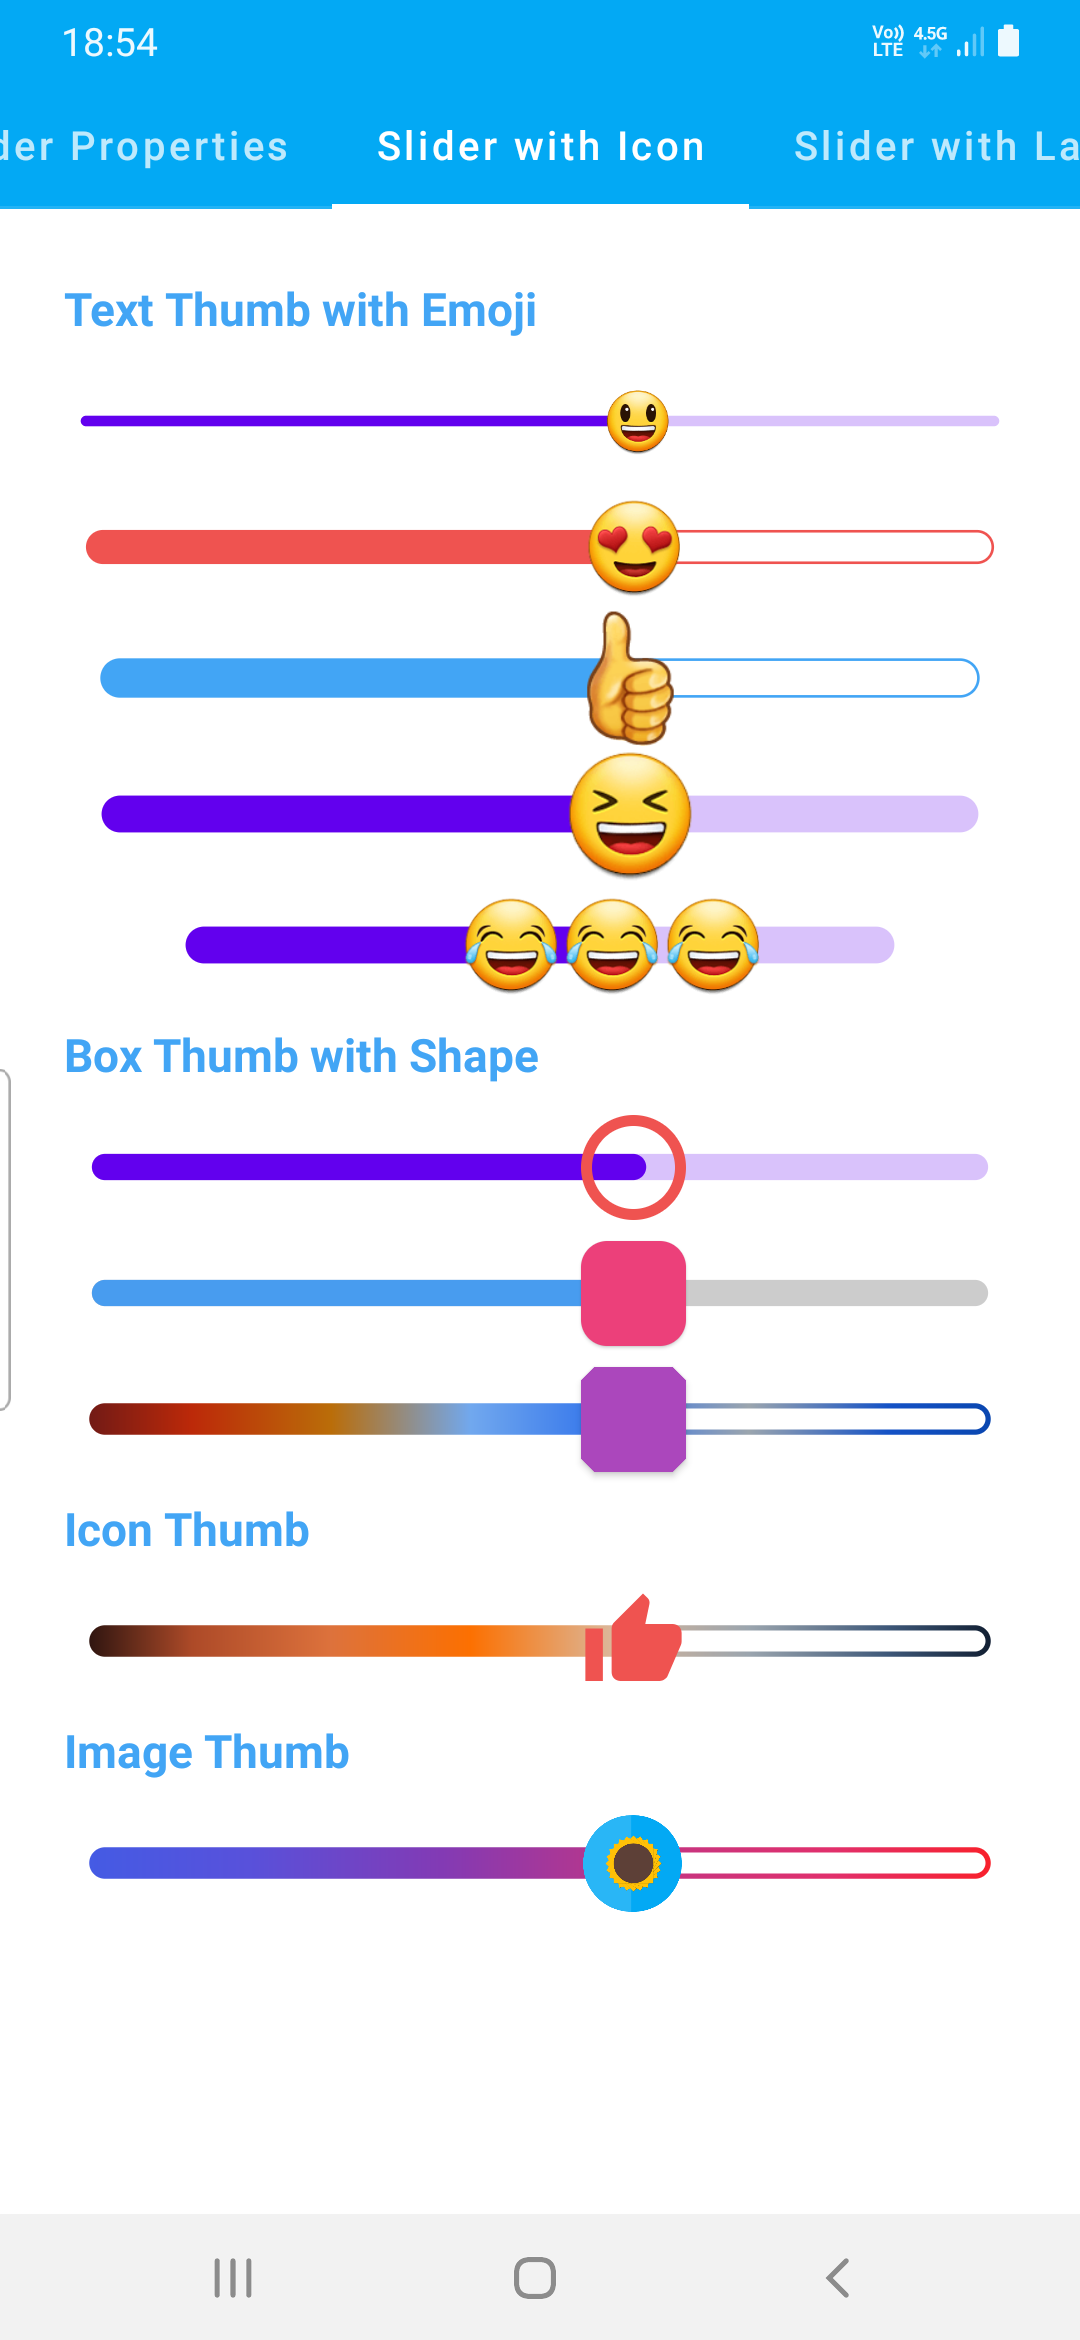 18:54
Vo)) 4.5G
LTE
der Properties Slider with Icon Slider with La
Text Thumb with Emoji
Box Thumb with Shape
Icon Thumb
Image Thumb